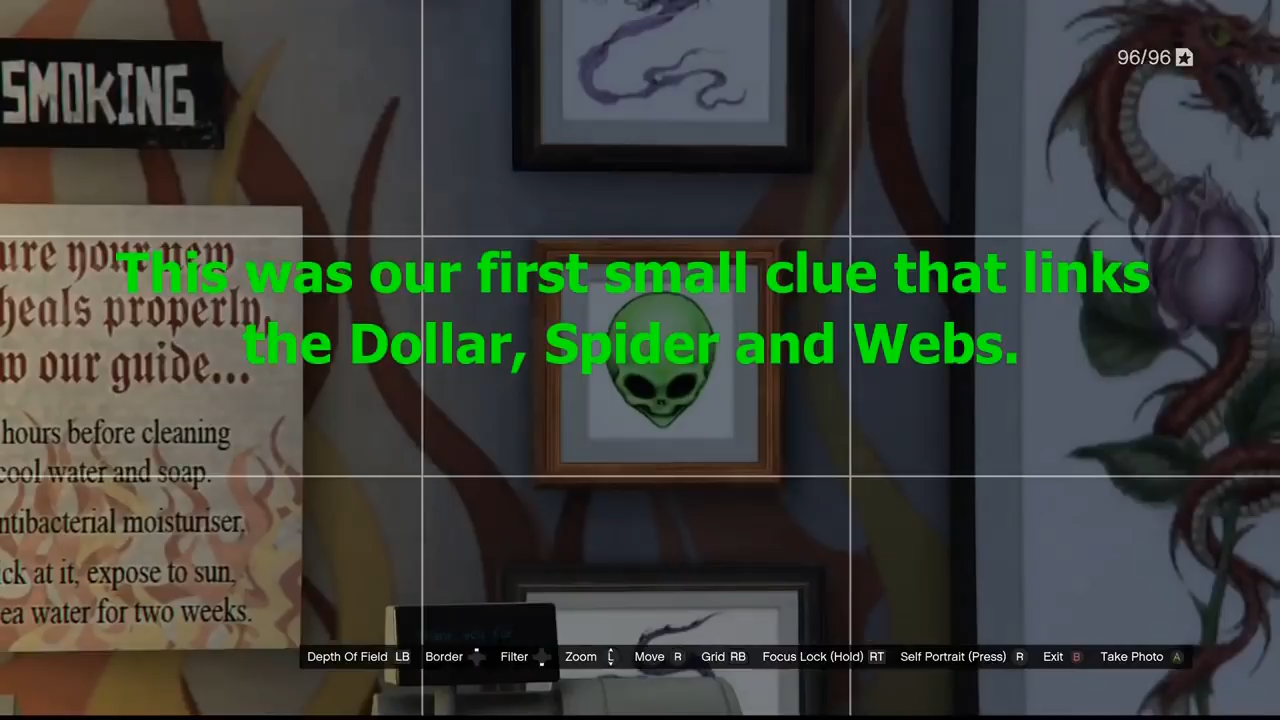 96/96
SMOKING
This was our first small clue that links
the Dollar, Spider and Webs.
ure your new
heals properly,
w our guide...
hours before cleaning
cool water and soap.
ntibacterial moisturiser,
ick at it, expose to sun,
ea water for two weeks.
Depth Of Field LB Border Filter Zoom L Move R Grid RB Focus Lock (Hold) RT Self Portrait (Press) R Exit B Take Photo A